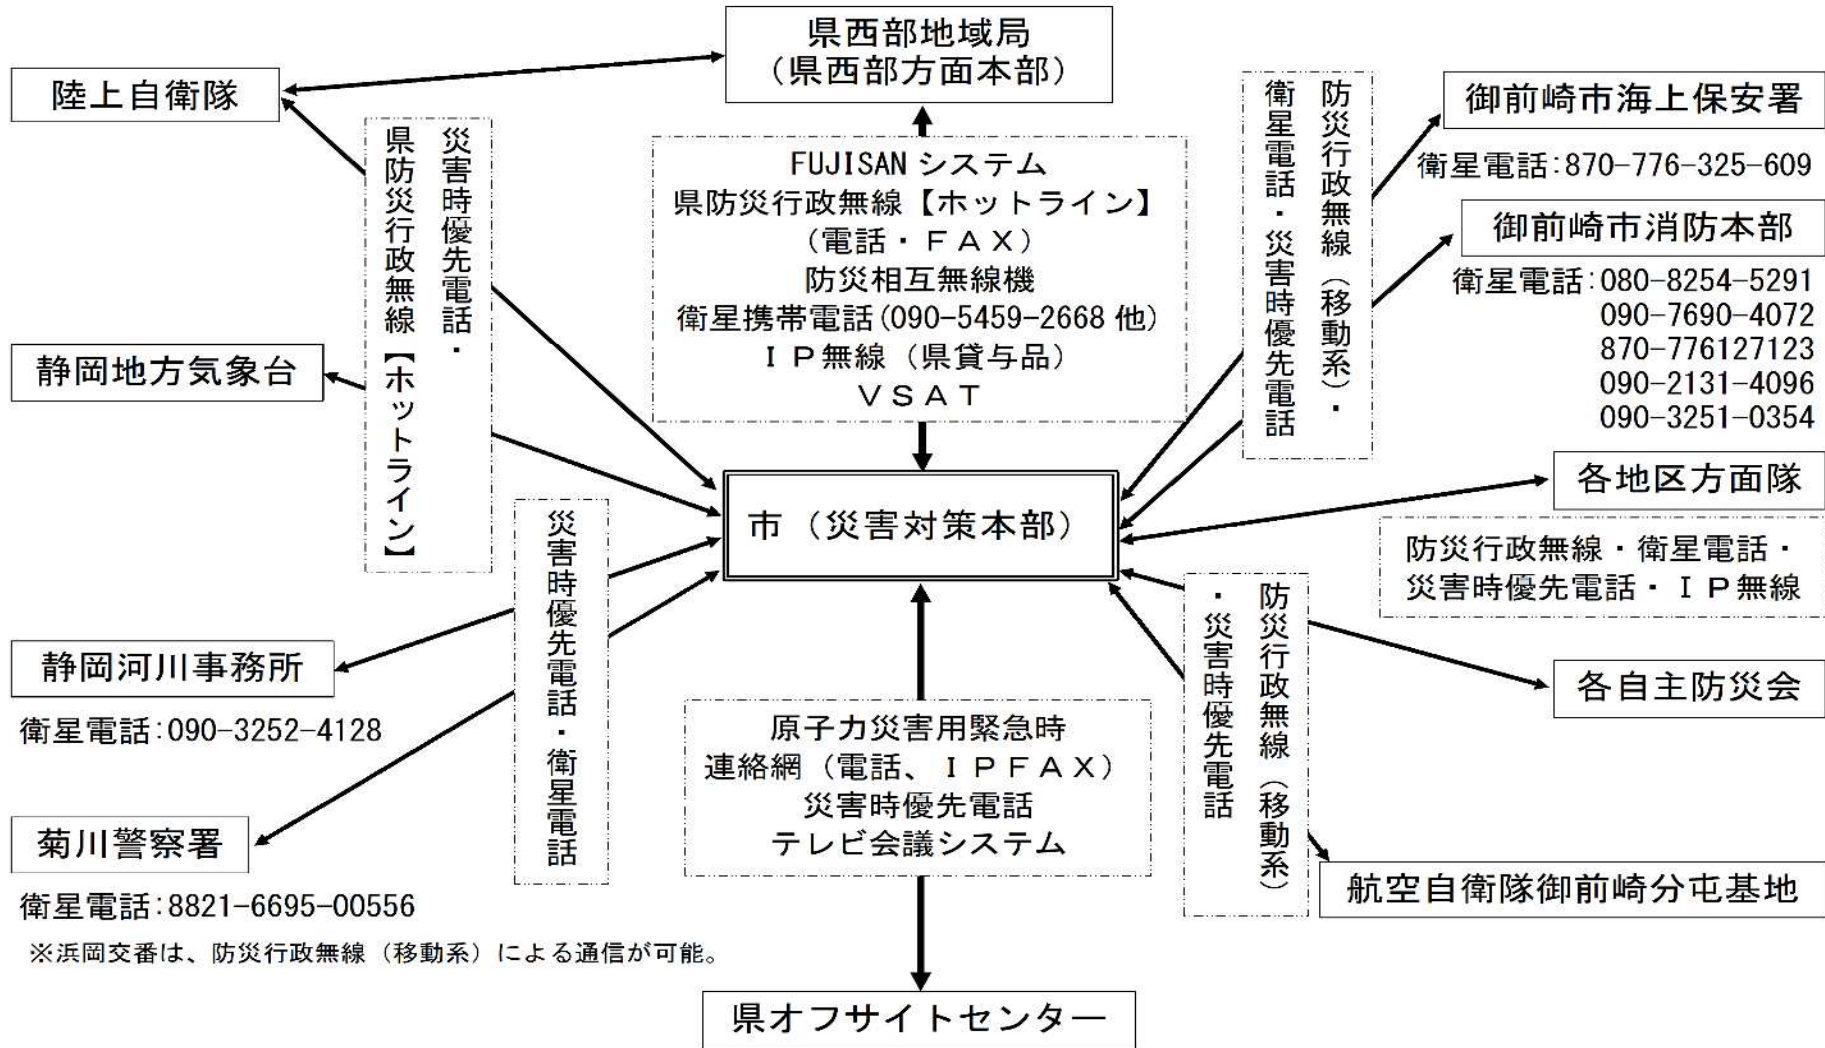 県西部地域局
（県西部方面本部）
陸上自衛隊
災害時優先電話・
県防災行政無線【ホットライン】
FUJISAN システム
県防災行政無線【ホットライン】
（電話・ＦＡＸ）
防災相互無線機
衛星携帯電話(090-5459-2668 他)
ＩＰ無線（県貸与品）
ＶＳＡＴ
防災行政無線（移動系）・
衛星電話・災害時優先電話
御前崎市海上保安署
衛星電話:870-776-325-609
御前崎市消防本部
衛星電話:080-8254-5291
090-7690-4072
870-776127123
090-2131-4096
090-3251-0354
静岡地方気象台
市（災害対策本部）
各地区方面隊
防災行政無線・衛星電話・
災害時優先電話・ＩＰ無線
災害時優先電話・衛星電話
静岡河川事務所
衛星電話:090-3252-4128
原子力災害用緊急時
連絡網（電話、ＩＰＦＡＸ）
災害時優先電話
テレビ会議システム
防災行政無線（移動系）
・災害時優先電話
各自主防災会
菊川警察署
衛星電話:8821-6695-00556
※浜岡交番は、防災行政無線（移動系）による通信が可能。
航空自衛隊御前崎分屯基地
県オフサイトセンター